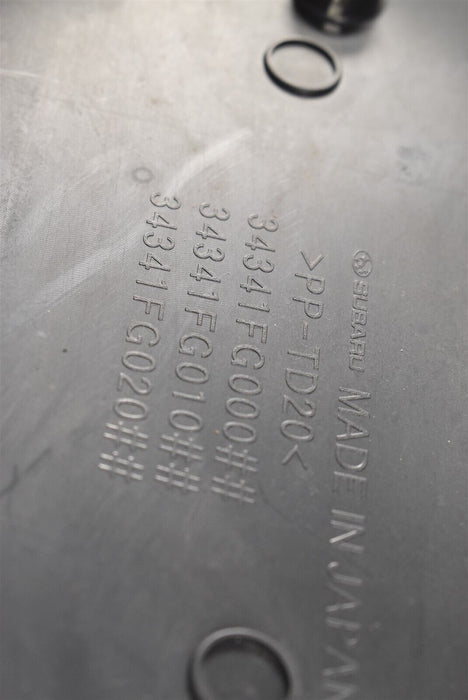 SUBARU MADE IN JAPAN
>PP-TD20<
34341FG000##
34341FG010##
34341FG020##